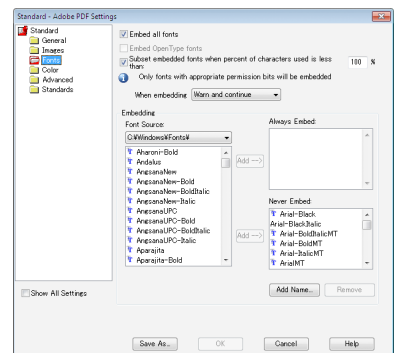 Standard - Adobe PDF Settings
Standard
General
Images
Fonts
Color
Advanced
Standards
Show All Settings
Embed all fonts
Embed OpenType fonts
Subset embedded fonts when percent of characters used is less than: 100 %
Only fonts with appropriate permission bits will be embedded
When embedding Warn and continue
Embedding
Font Source:
C:¥Windows¥Fonts¥
Aharoni-Bold
Andalus
AngsanaNew
AngsanaNew-Bold
AngsanaNew-BoldItalic
AngsanaNew-Italic
AngsanaUPC
AngsanaUPC-Bold
AngsanaUPC-BoldItalic
AngsanaUPC-Italic
Aparajita
Aparajita-Bold
Add -->
Add -->
Always Embed:
Never Embed:
Arial-Black
Arial-BlackItalic
Arial-BoldItalicMT
Arial-BoldMT
Arial-ItalicMT
ArialMT
Add Name...
Remove
Save As...
OK
Cancel
Help